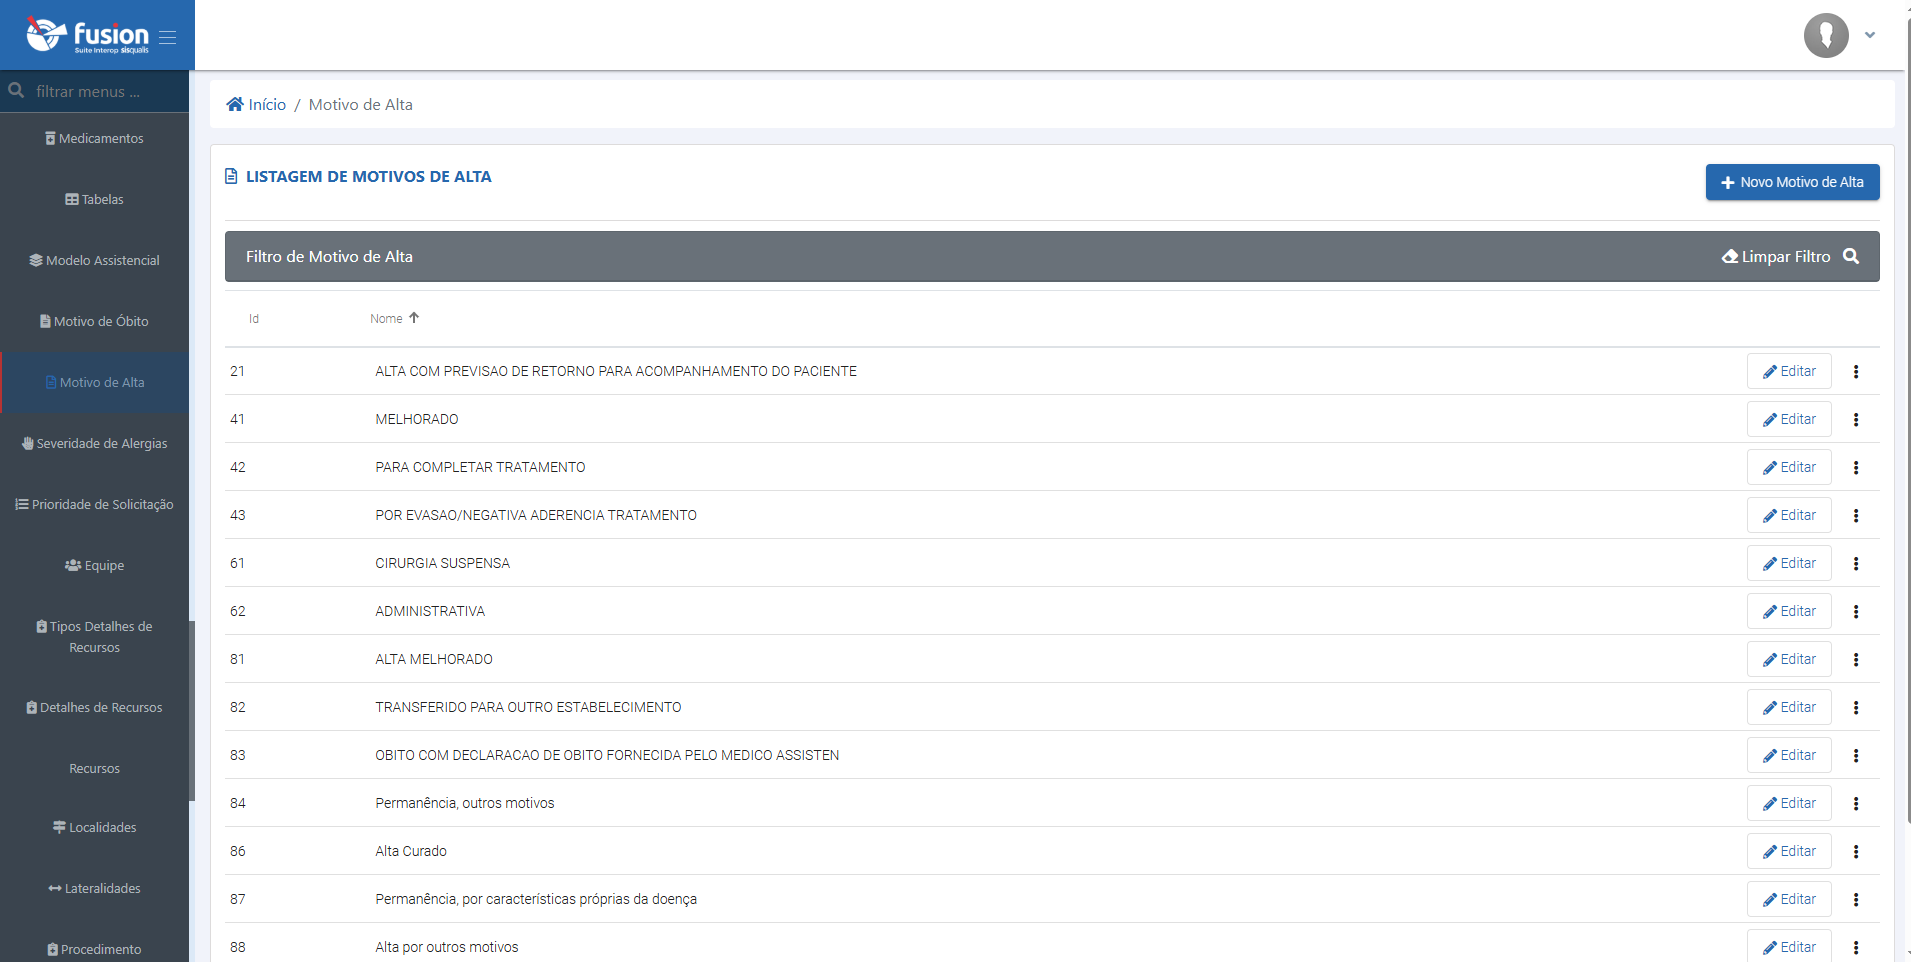 fusion
Suite Interop sisqualis
filtrar menus ...
Medicamentos
Tabelas
Modelo Assistencial
Motivo de Óbito
Motivo de Alta
Severidade de Alergias
Prioridade de Solicitação
Equipe
Tipos Detalhes de
Recursos
Detalhes de Recursos
Recursos
Localidades
Lateralidades
Procedimento
Início / Motivo de Alta
LISTAGEM DE MOTIVOS DE ALTA
Novo Motivo de Alta
Filtro de Motivo de Alta
Limpar Filtro
Id Nome
21 ALTA COM PREVISAO DE RETORNO PARA ACOMPANHAMENTO DO PACIENTE Editar
41 MELHORADO Editar
42 PARA COMPLETAR TRATAMENTO Editar
43 POR EVASAO/NEGATIVA ADERENCIA TRATAMENTO Editar
61 CIRURGIA SUSPENSA Editar
62 ADMINISTRATIVA Editar
81 ALTA MELHORADO Editar
82 TRANSFERIDO PARA OUTRO ESTABELECIMENTO Editar
83 OBITO COM DECLARACAO DE OBITO FORNECIDA PELO MEDICO ASSISTEN Editar
84 Permanência, outros motivos Editar
86 Alta Curado Editar
87 Permanência, por características próprias da doença Editar
88 Alta por outros motivos Editar